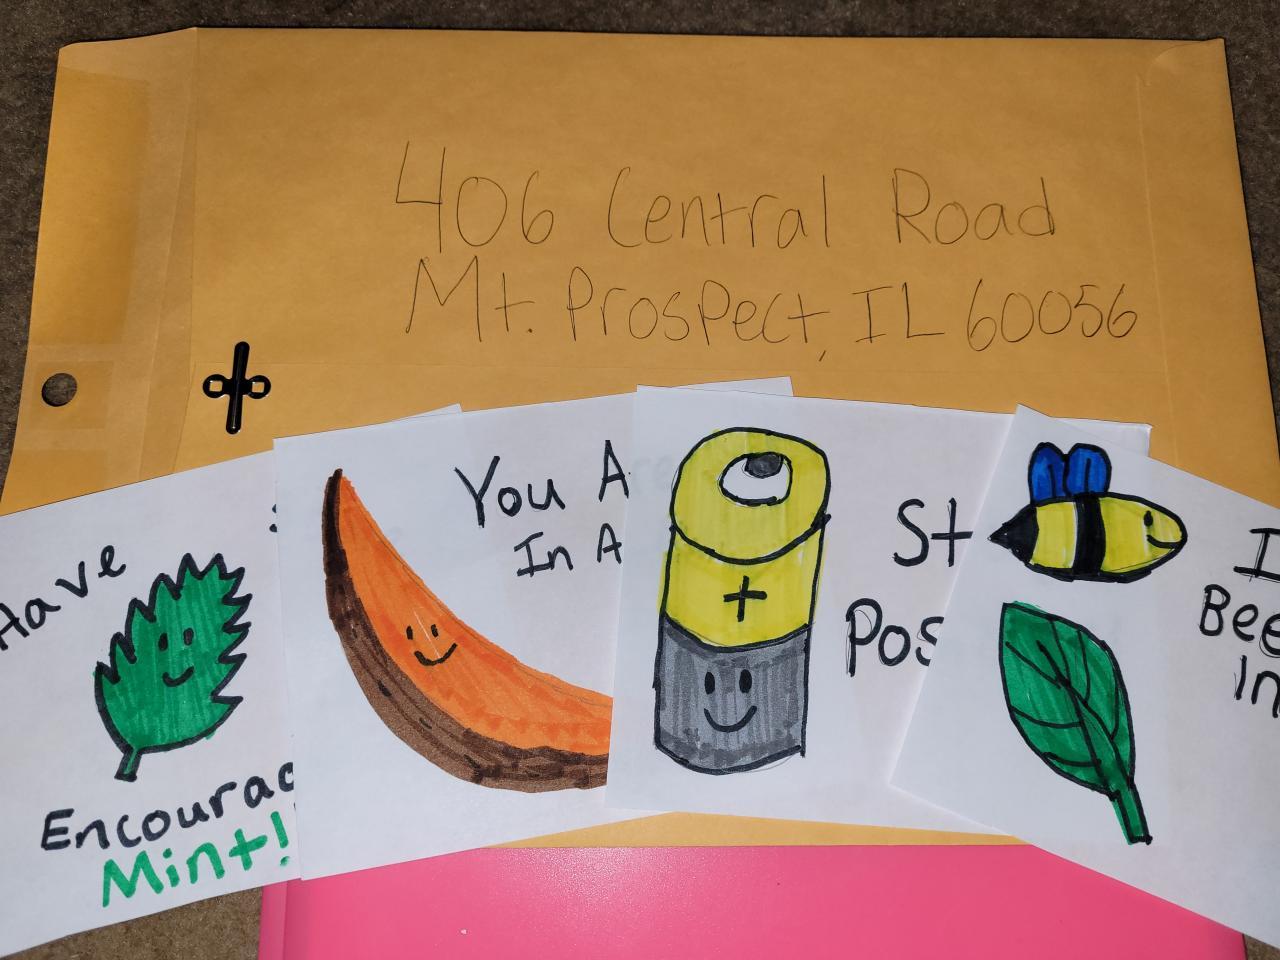 406 Central Road
Mt. Prospect, IL 60056
Have
Encourag
Mint!
You A
In A
+
St
Pos
I
Bee
In